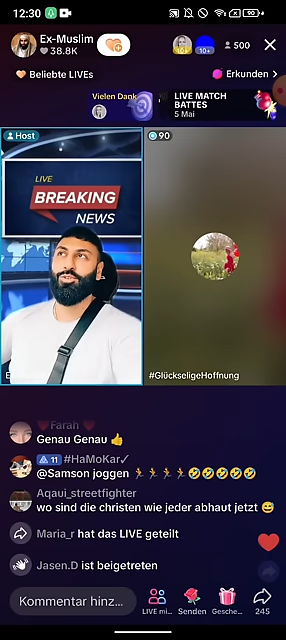 12:30
Ex-Muslim
38.8K
10+
500
Beliebte LIVEs
Erkunden >
Vielen Dank
LIVE MATCH
BATTES
5 Mai
Host
90
LIVE
BREAKING
NEWS
E
#GlückseligeHoffnung
Farah
Genau Genau 👍
11 #HaMoKar✓
@Samson joggen 🏃🏃🏃🏃🤣🤣🤣🤣🤣
Aqaui_streetfighter
wo sind die christen wie jeder abhaut jetzt 😅
Maria_r hat das LIVE geteilt
Jasen.D ist beigetreten
Kommentar hinz...
LIVE mi...
Senden
Gesche...
245